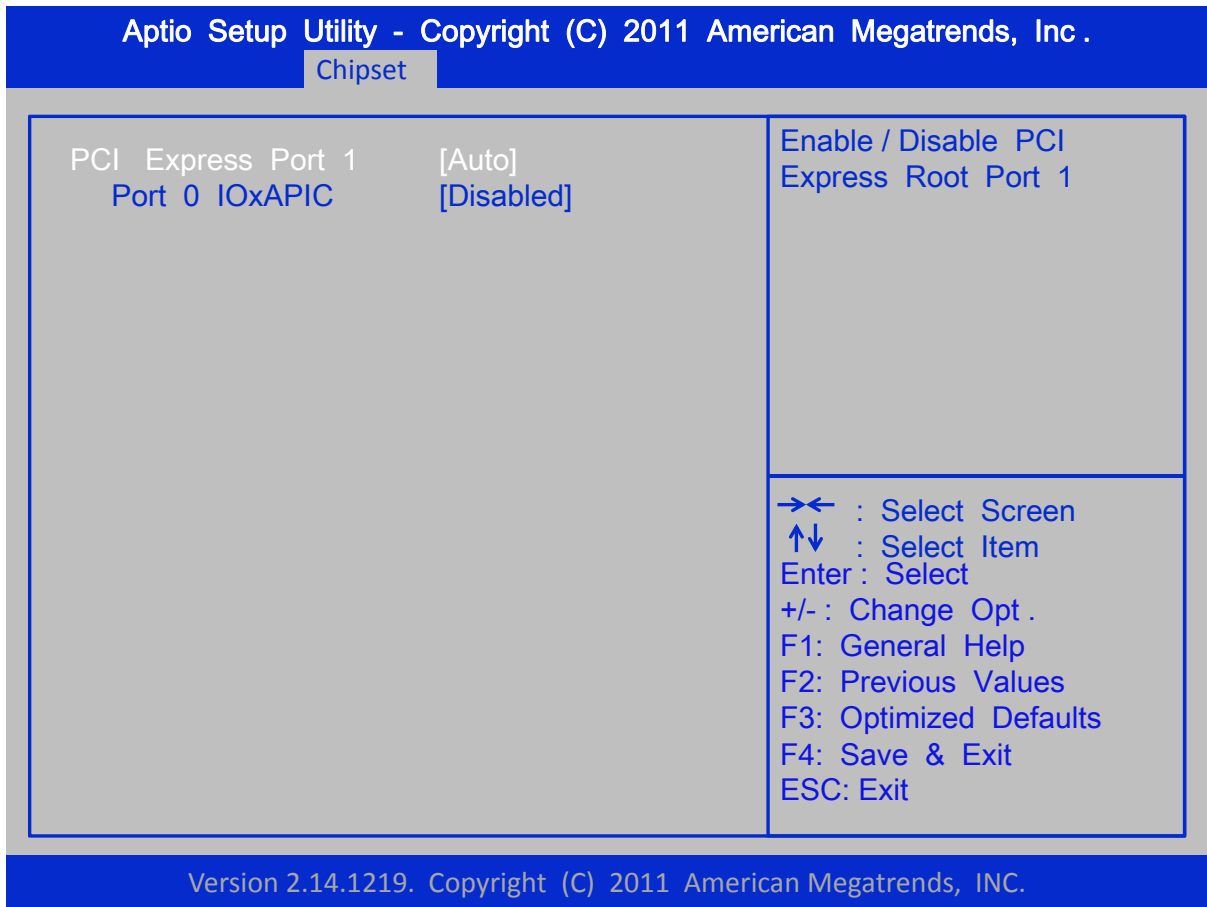 Aptio Setup Utility - Copyright (C) 2011 American Megatrends, Inc .
Chipset
PCI Express Port 1 [Auto]
Port 0 IOxAPIC [Disabled]
Enable / Disable PCI
Express Root Port 1
→← : Select Screen
↑↓ : Select Item
Enter : Select
+/- : Change Opt .
F1: General Help
F2: Previous Values
F3: Optimized Defaults
F4: Save & Exit
ESC: Exit
Version 2.14.1219. Copyright (C) 2011 American Megatrends, INC.